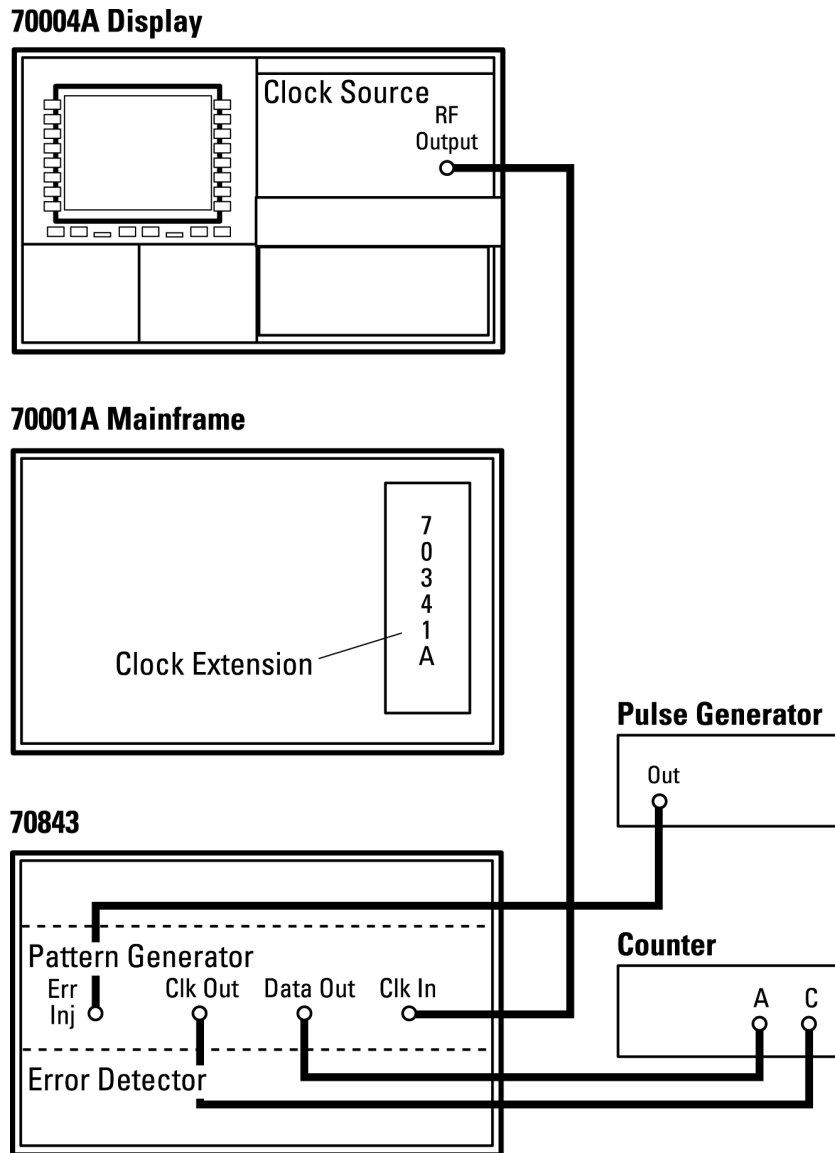 70004A Display
Clock Source
RF
Output
70001A Mainframe
7
0
3
4
1
A
Clock Extension
Pulse Generator
Out
70843
Pattern Generator
Err
Inj
Clk Out
Data Out
Clk In
Error Detector
Counter
A
C